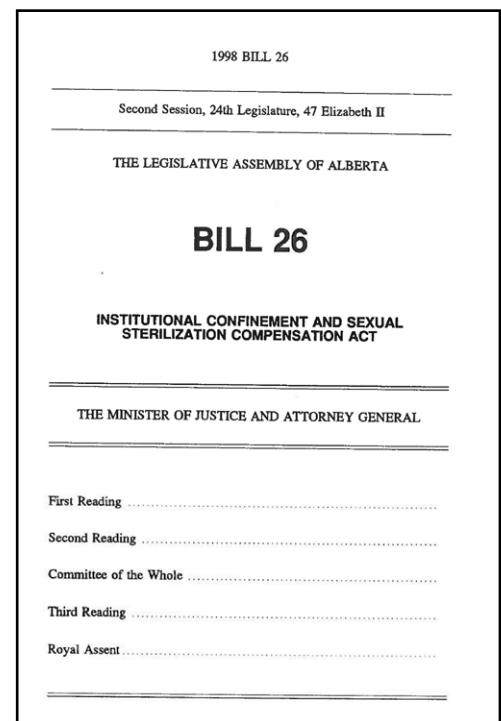 1998 BILL 26
Second Session, 24th Legislature, 47 Elizabeth II
THE LEGISLATIVE ASSEMBLY OF ALBERTA
BILL 26
INSTITUTIONAL CONFINEMENT AND SEXUAL
STERILIZATION COMPENSATION ACT
THE MINISTER OF JUSTICE AND ATTORNEY GENERAL
First Reading ..........................................................................
Second Reading ......................................................................
Committee of the Whole ...........................................................
Third Reading .........................................................................
Royal Assent ...........................................................................